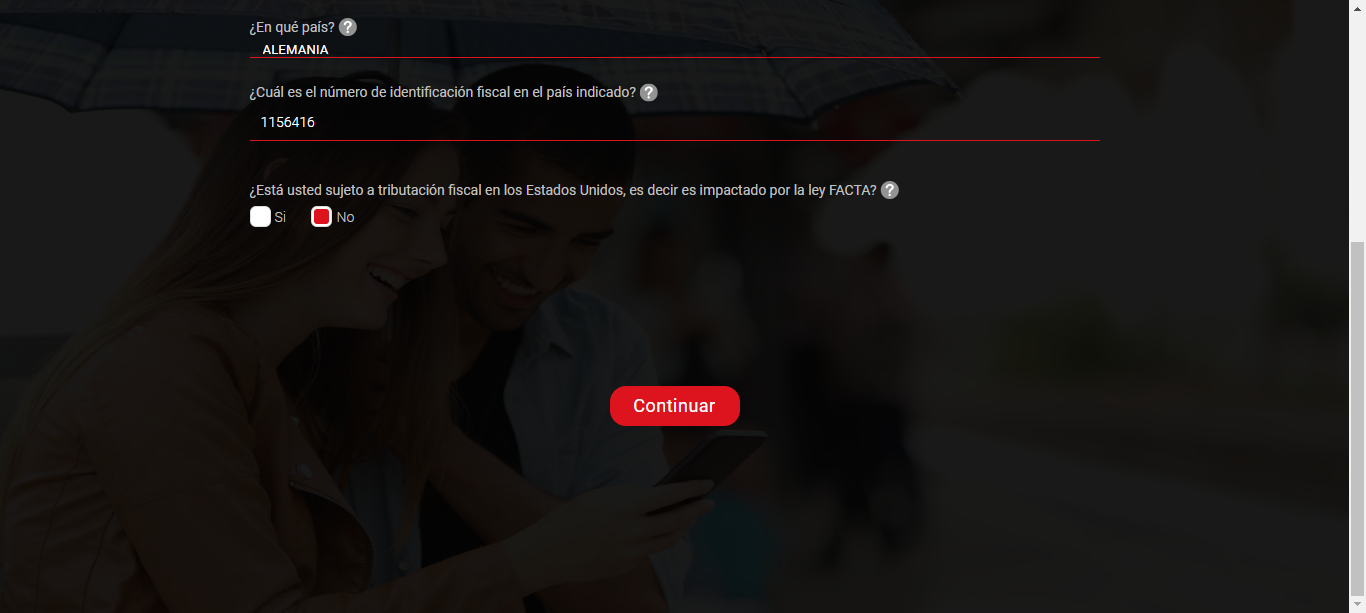 ¿En qué país? ?
ALEMANIA
¿Cuál es el número de identificación fiscal en el país indicado? ?
1156416
¿Está usted sujeto a tributación fiscal en los Estados Unidos, es decir es impactado por la ley FACTA? ?
Si No
Continuar